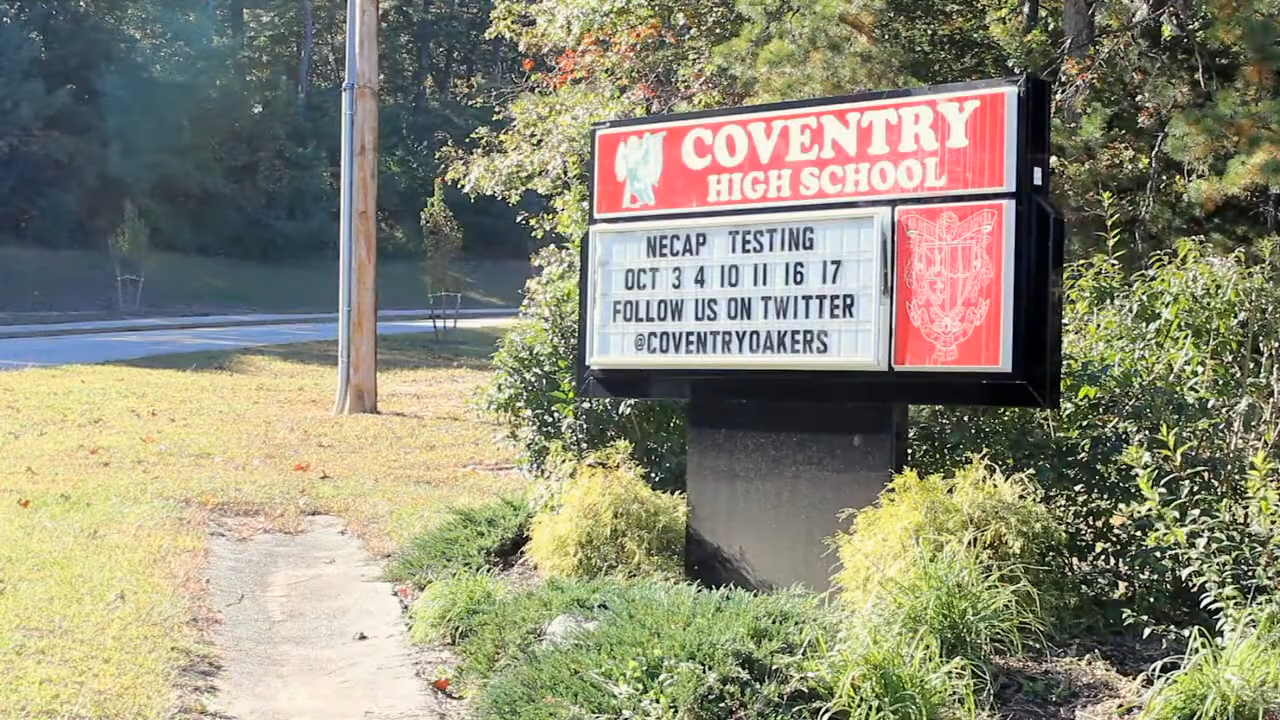 COVENTRY
HIGH SCHOOL
NECAP TESTING
OCT 3 4 10 11 16 17
FOLLOW US ON TWITTER
@COVENTRYOAKERS